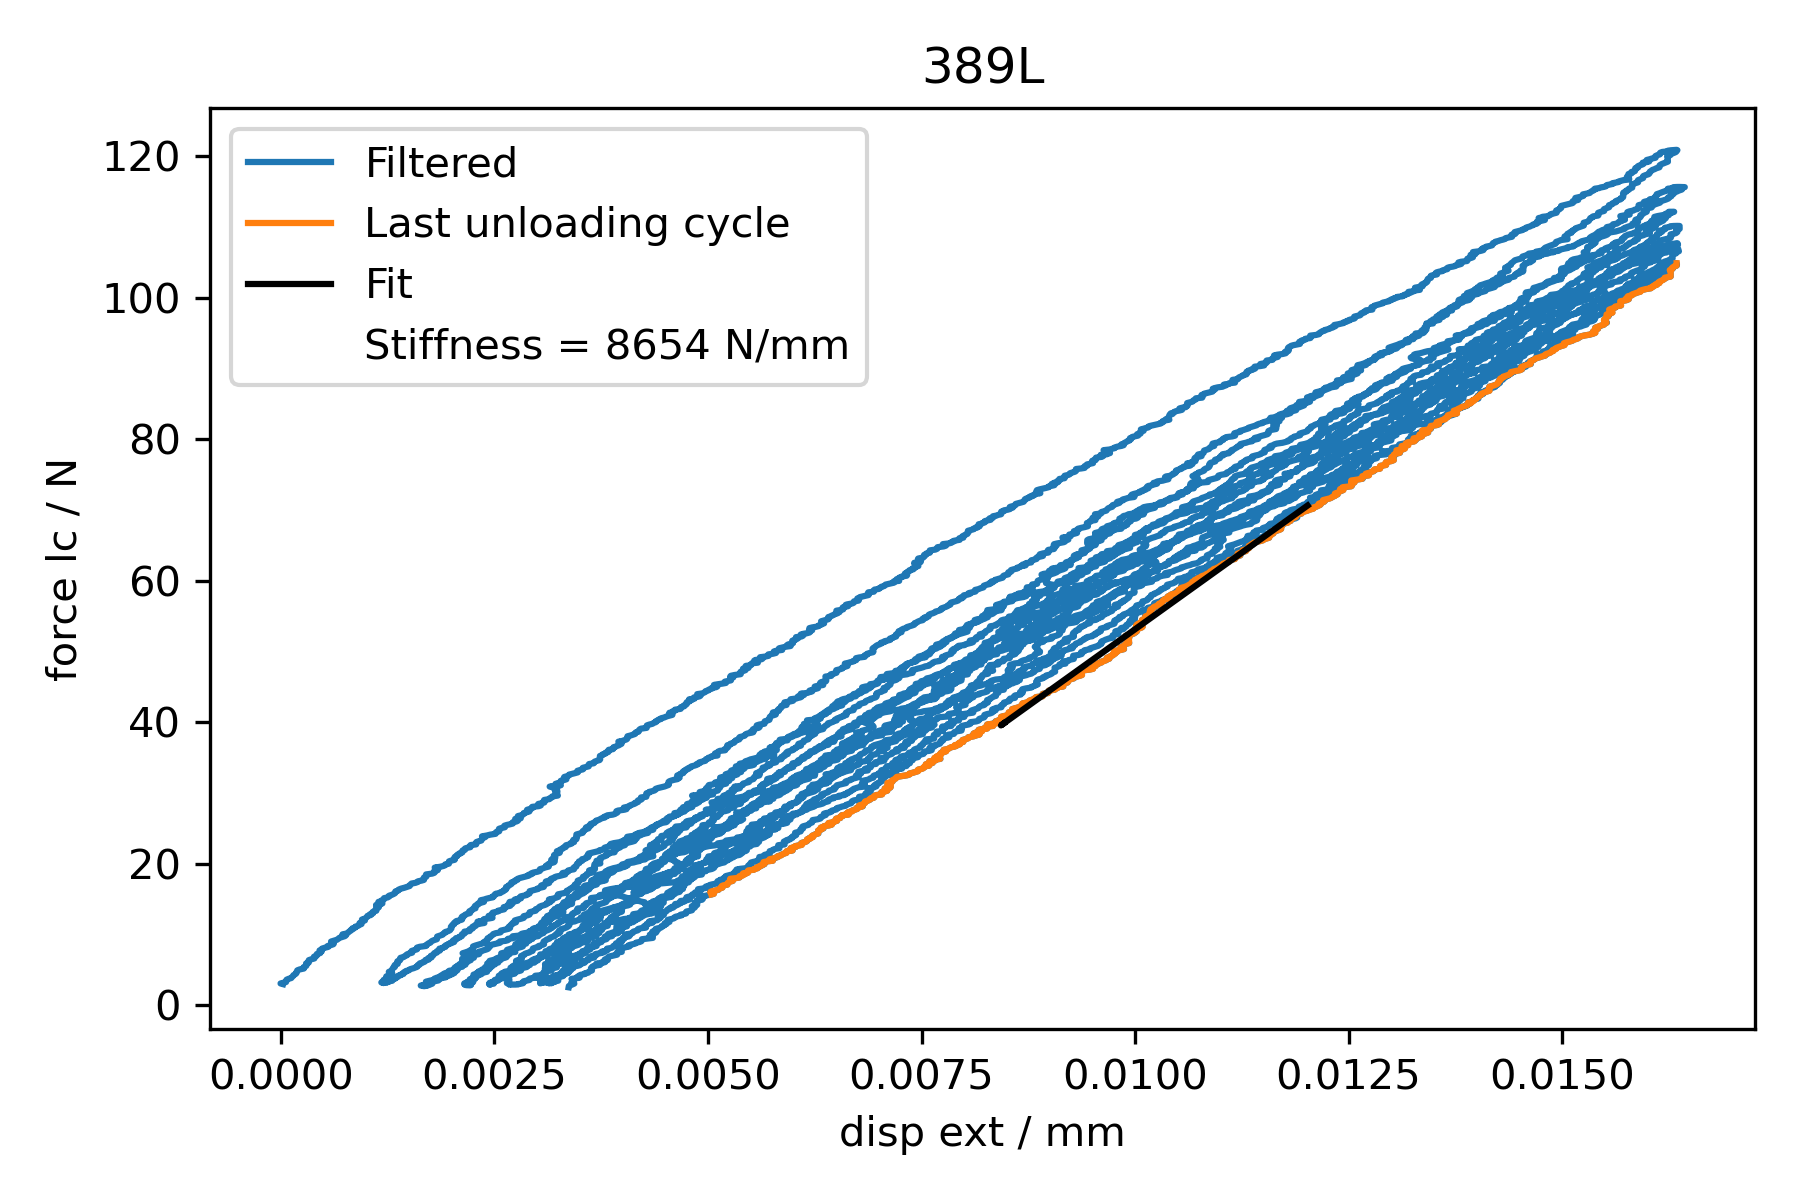 389L
120
100
80
60
40
20
0
force lc / N
Filtered
Last unloading cycle
Fit
Stiffness = 8654 N/mm
0.0000 0.0025 0.0050 0.0075 0.0100 0.0125 0.0150
disp ext / mm